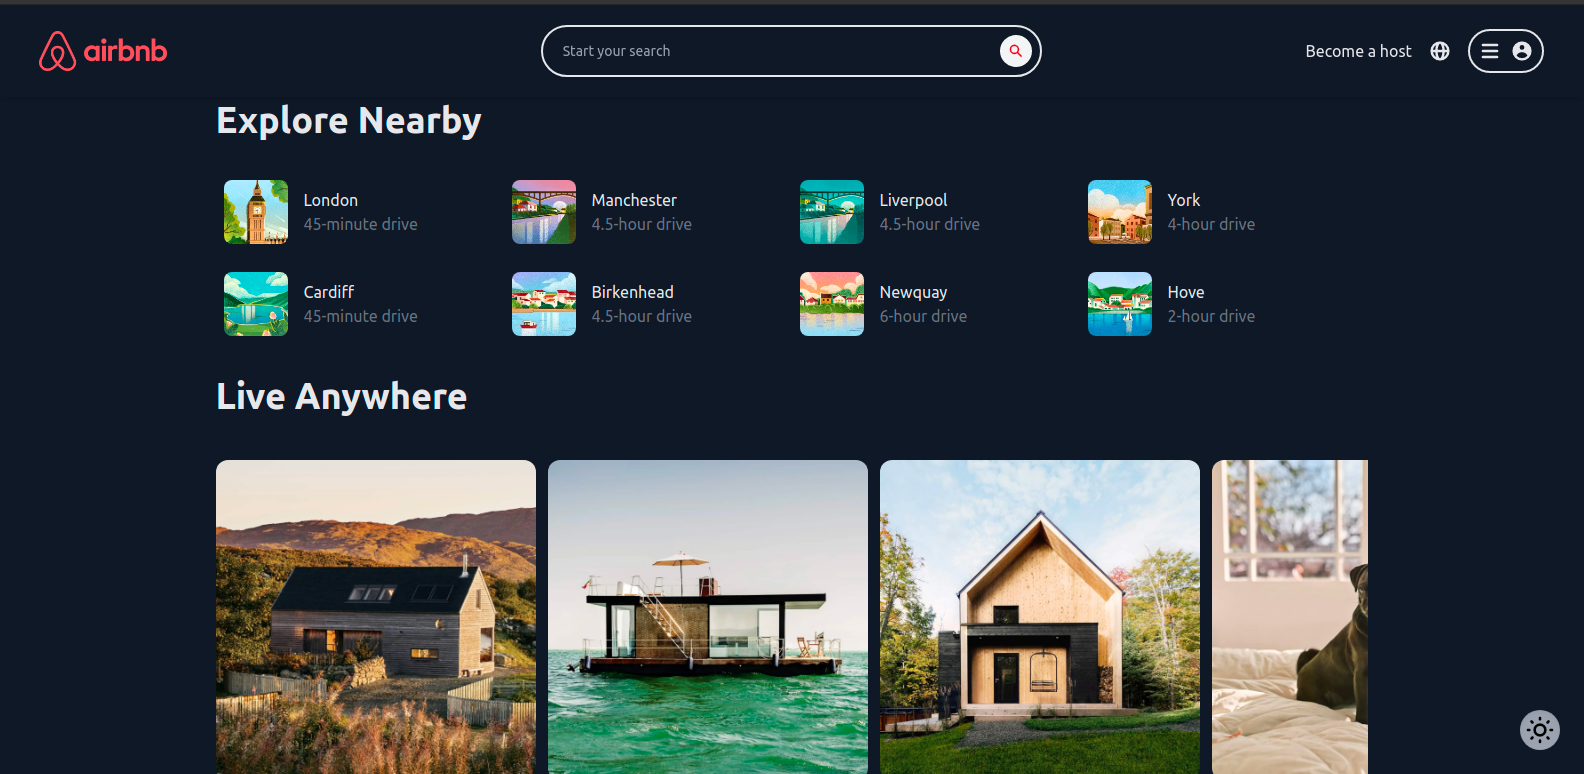 airbnb
Start your search
Become a host
Explore Nearby
London
45-minute drive
Manchester
4.5-hour drive
Liverpool
4.5-hour drive
York
4-hour drive
Cardiff
45-minute drive
Birkenhead
4.5-hour drive
Newquay
6-hour drive
Hove
2-hour drive
Live Anywhere